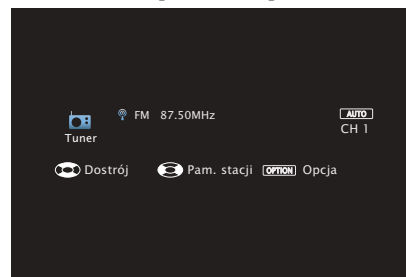 FM 87.50MHz
AUTO
Tuner
CH 1
Dostrój Pam. stacji OPTION Opcja